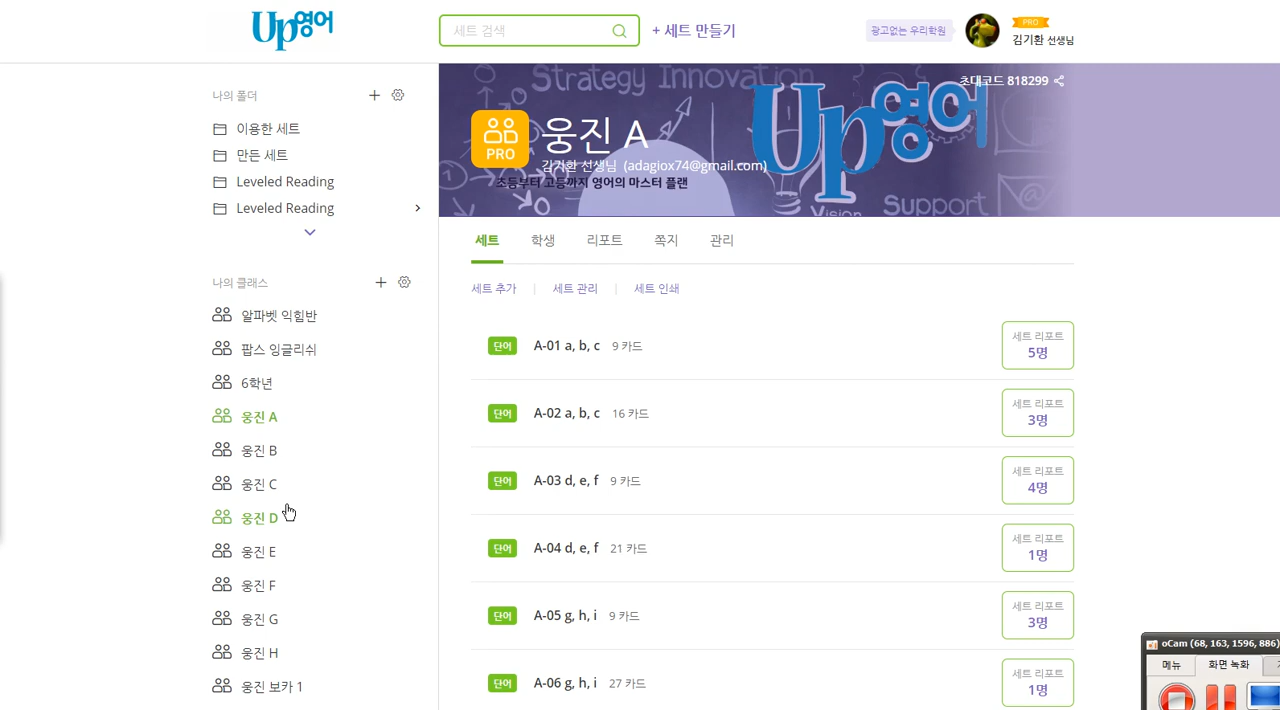 Up영어
세트 검색
+ 세트 만들기
광고없는 우리학원
PRO
김기환 선생님
나의 폴더
이용한 세트
만든 세트
Leveled Reading
Leveled Reading
나의 클래스
알파벳 익힘반
팝스 잉글리쉬
6학년
웅진 A
웅진 B
웅진 C
웅진 D
웅진 E
웅진 F
웅진 G
웅진 H
웅진 보카 1
Strategy Innovation
초대코드 818299
Up영어
PRO
웅진 A
김기환 선생님 (adagiox74@gmail.com)
초등부터 고등까지 영어의 마스터 플랜
Vision
Support
세트 학생 리포트 쪽지 관리
세트 추가 | 세트 관리 | 세트 인쇄
단어 A-01 a, b, c 9 카드
세트 리포트
5명
단어 A-02 a, b, c 16 카드
세트 리포트
3명
단어 A-03 d, e, f 9 카드
세트 리포트
4명
단어 A-04 d, e, f 21 카드
세트 리포트
1명
단어 A-05 g, h, i 9 카드
세트 리포트
3명
단어 A-06 g, h, i 27 카드
세트 리포트
1명
oCam (68, 163, 1596, 886)
메뉴 화면 녹화